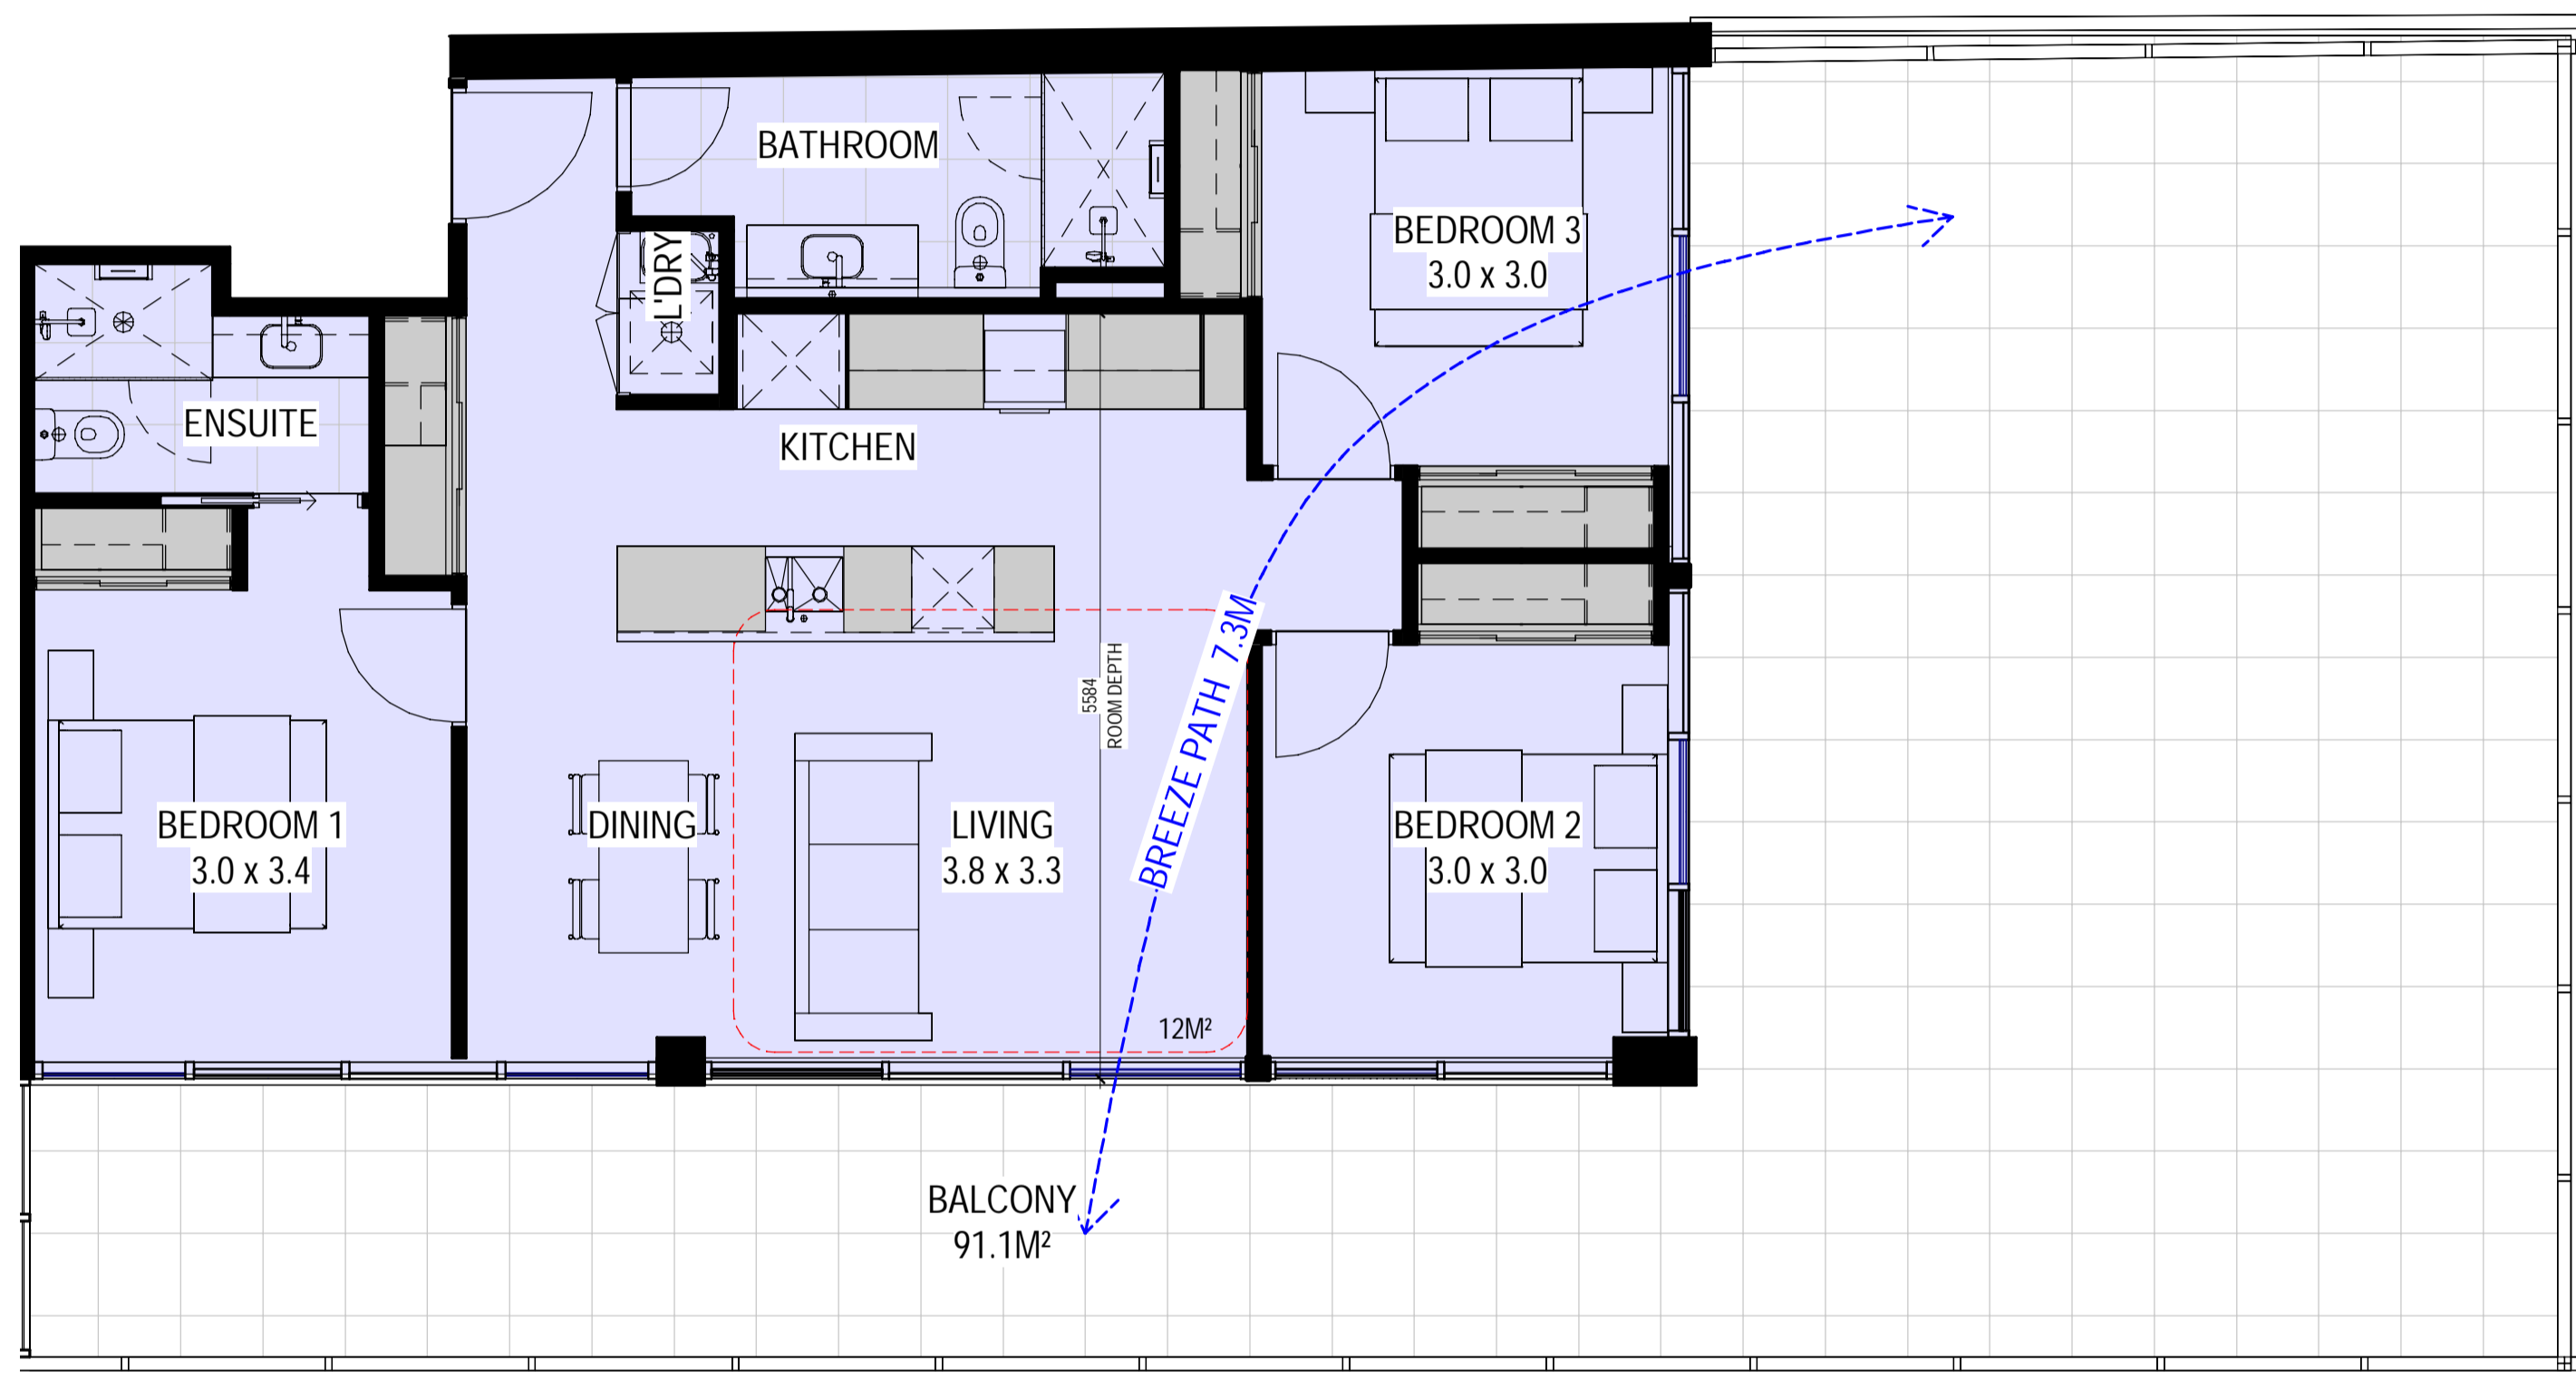 BATHROOM
BEDROOM 3
3.0 x 3.0
L'DRY
ENSUITE
KITCHEN
5584
ROOM DEPTH
BREEZE PATH 7.3M
BEDROOM 1
3.0 x 3.4
DINING
LIVING
3.8 x 3.3
BEDROOM 2
3.0 x 3.0
12M²
BALCONY
91.1M²